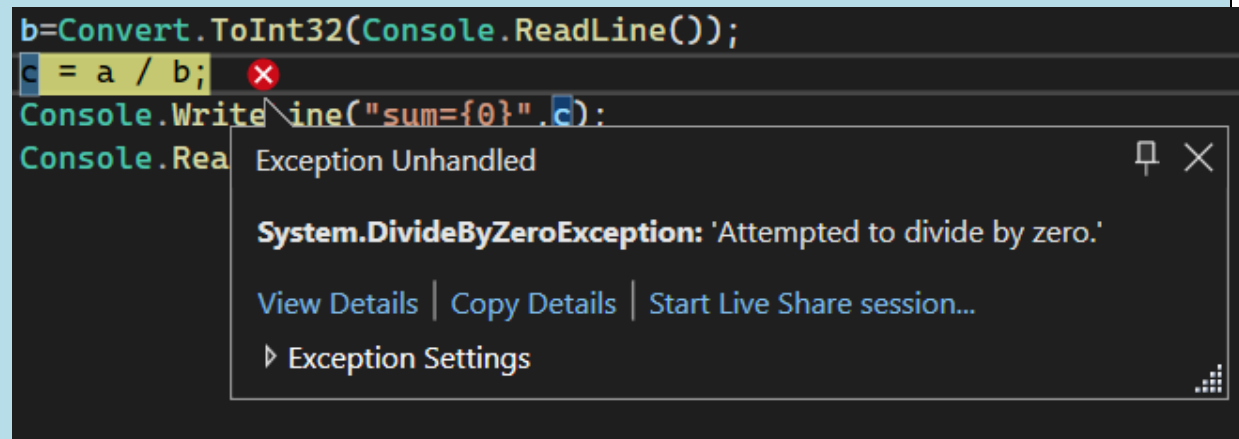 b=Convert.ToInt32(Console.ReadLine());
c = a / b;
Console.WriteLine("sum={0}",c);
Console.Rea
Exception Unhandled
System.DivideByZeroException: 'Attempted to divide by zero.'
View Details | Copy Details | Start Live Share session...
Exception Settings